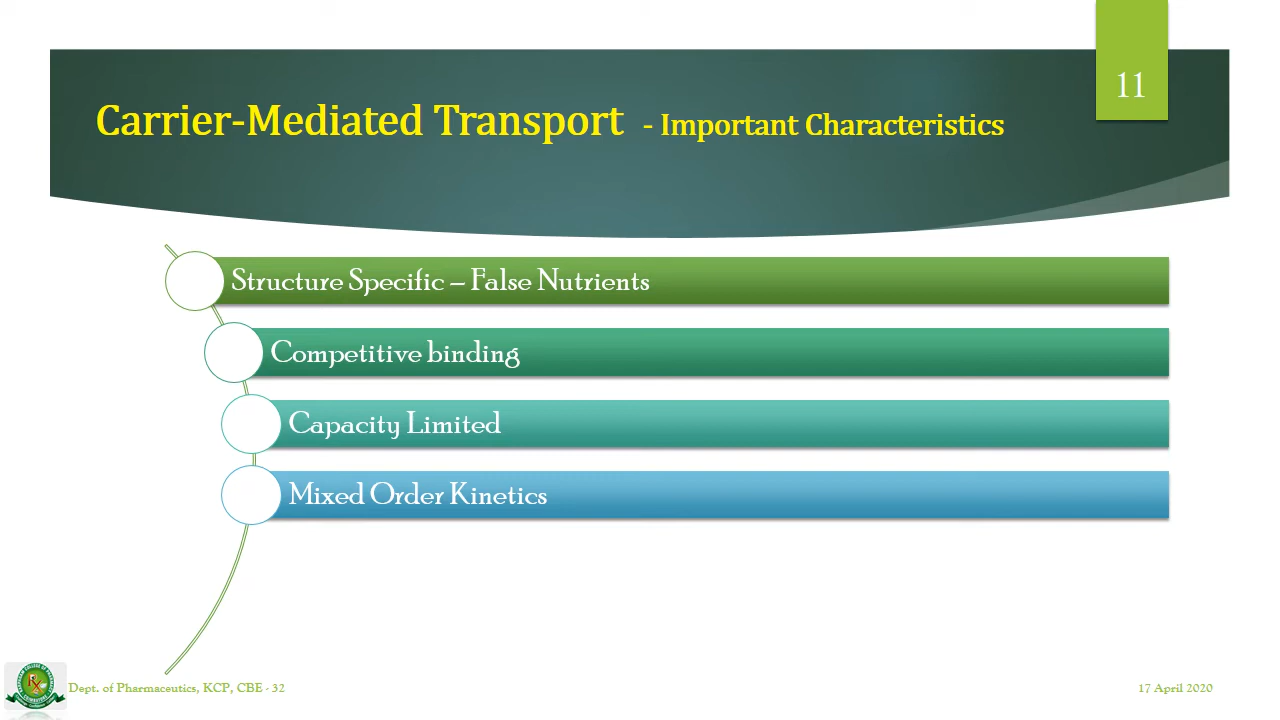 11
Carrier-Mediated Transport - Important Characteristics
Structure Specific – False Nutrients
Competitive binding
Capacity Limited
Mixed Order Kinetics
Dept. of Pharmaceutics, KCP, CBE - 32
17 April 2020